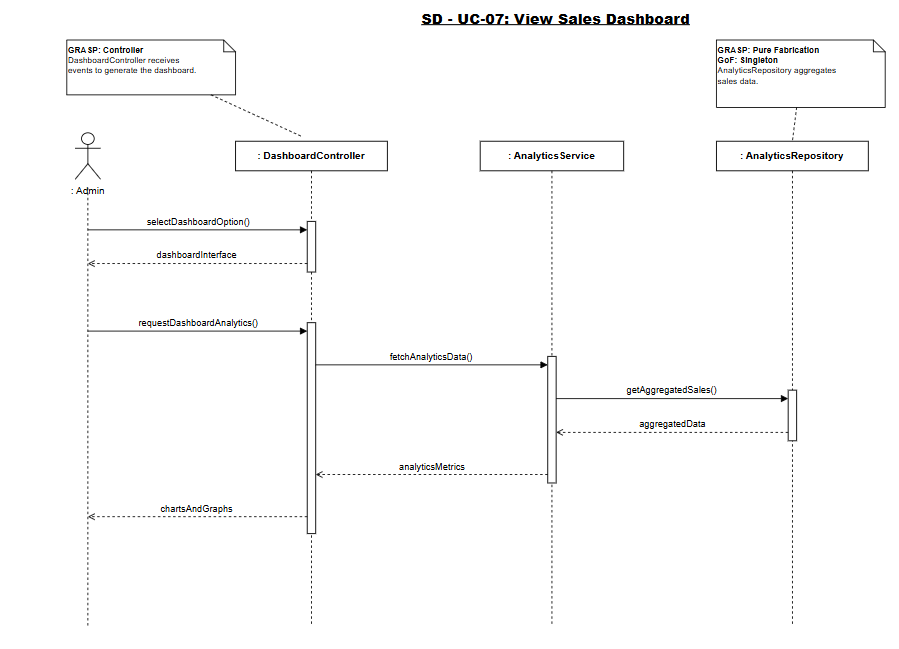 SD - UC-07: View Sales Dashboard
GRASP: Controller
DashboardController receives
events to generate the dashboard.
GRASP: Pure Fabrication
GoF: Singleton
AnalyticsRepository aggregates
sales data.
: Admin
: DashboardController
: AnalyticsService
: AnalyticsRepository
selectDashboardOption()
dashboardInterface
requestDashboardAnalytics()
fetchAnalyticsData()
getAggregatedSales()
aggregatedData
analyticsMetrics
chartsAndGraphs